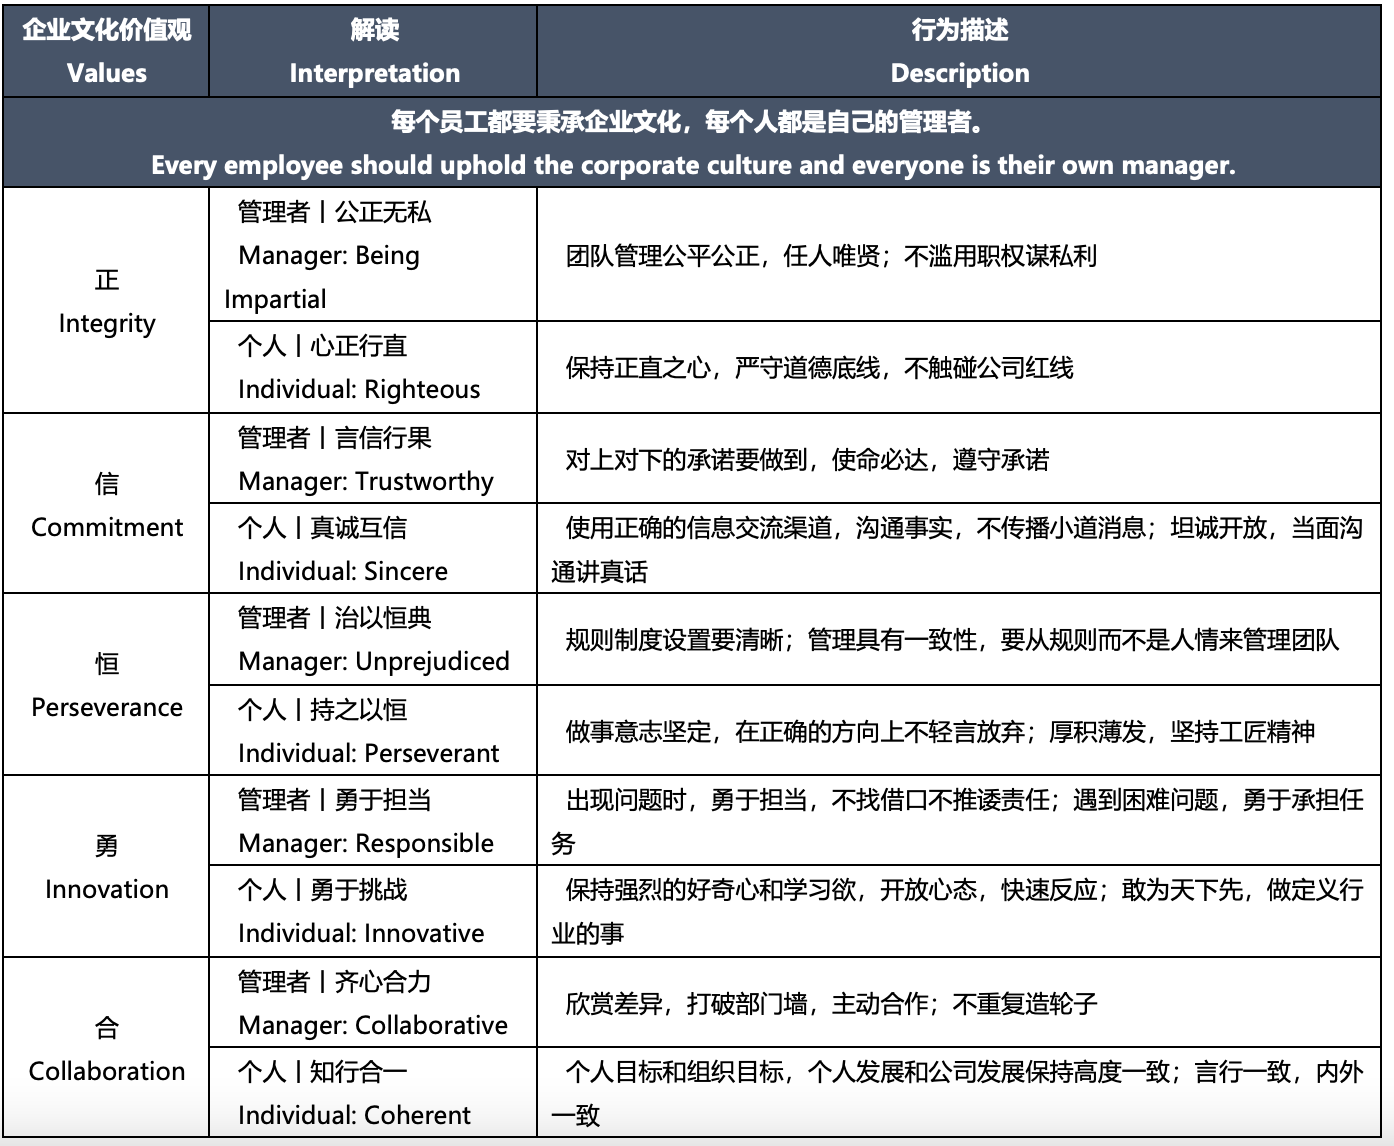 企业文化价值观
Values
解读
Interpretation
行为描述
Description
每个员工都要秉承企业文化，每个人都是自己的管理者。
Every employee should uphold the corporate culture and everyone is their own manager.
正
Integrity
管理者丨公正无私
Manager: Being
Impartial
团队管理公平公正，任人唯贤；不滥用职权谋私利
个人丨心正行直
Individual: Righteous
保持正直之心，严守道德底线，不触碰公司红线
信
Commitment
管理者丨言信行果
Manager: Trustworthy
对上对下的承诺要做到，使命必达，遵守承诺
个人丨真诚互信
Individual: Sincere
使用正确的信息交流渠道，沟通事实，不传播小道消息；坦诚开放，当面沟
通讲真话
恒
Perseverance
管理者丨治以恒典
Manager: Unprejudiced
规则制度设置要清晰；管理具有一致性，要从规则而不是人情来管理团队
个人丨持之以恒
Individual: Perseverant
做事意志坚定，在正确的方向上不轻言放弃；厚积薄发，坚持工匠精神
勇
Innovation
管理者丨勇于担当
Manager: Responsible
出现问题时，勇于担当，不找借口不推诿责任；遇到困难问题，勇于承担任
务
个人丨勇于挑战
Individual: Innovative
保持强烈的好奇心和学习欲，开放心态，快速反应；敢为天下先，做定义行
业的事
合
Collaboration
管理者丨齐心合力
Manager: Collaborative
欣赏差异，打破部门墙，主动合作；不重复造轮子
个人丨知行合一
Individual: Coherent
个人目标和组织目标，个人发展和公司发展保持高度一致；言行一致，内外
一致